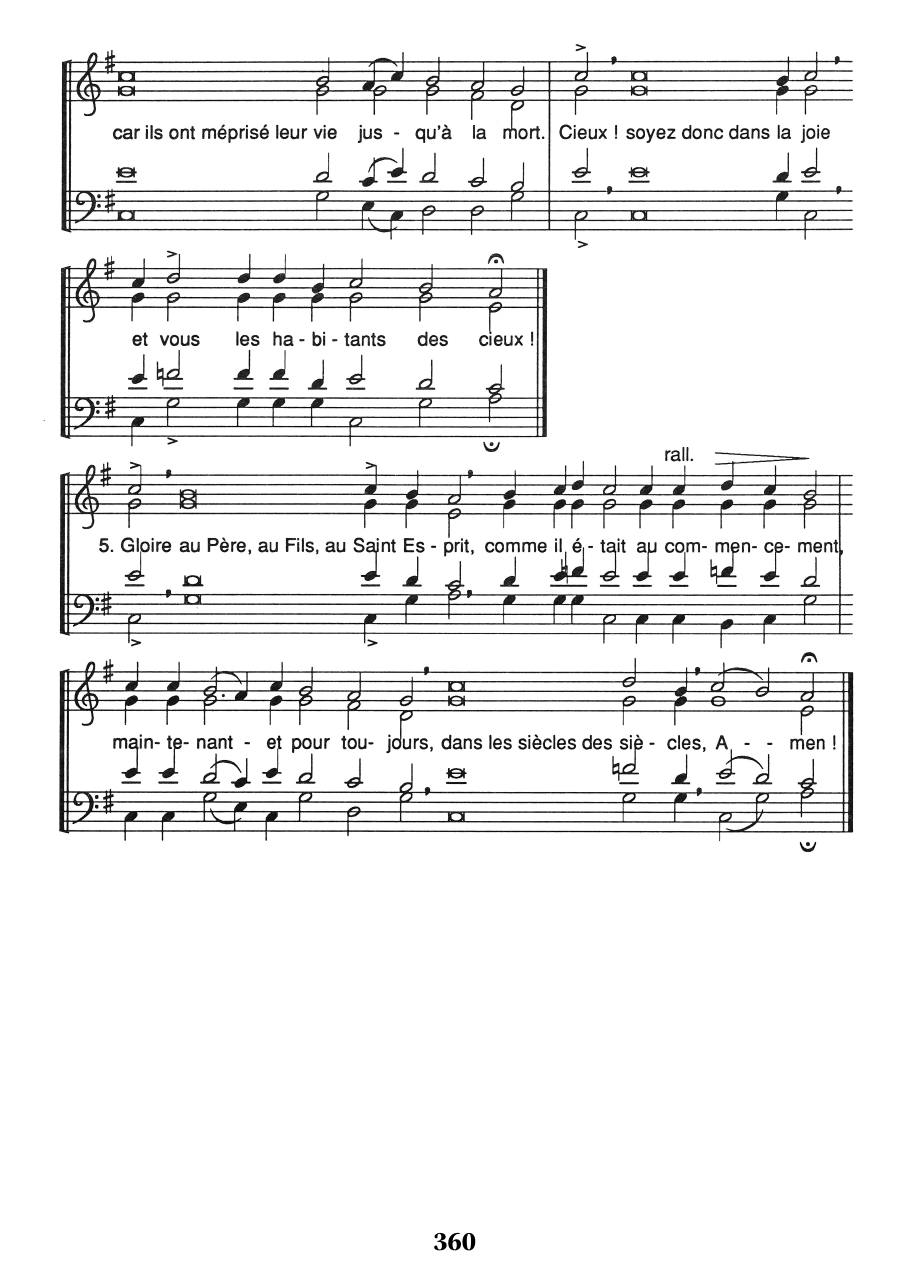 car ils ont méprisé leur vie jus - qu'à la mort. Cieux ! soyez donc dans la joie
et vous les ha - bi - tants des cieux !
rall.
5. Gloire au Père, au Fils, au Saint Es - prit, comme il é - tait au com- men- ce- ment,
main- te- nant - et pour tou- jours, dans les siècles des siè - cles, A - - men !
360